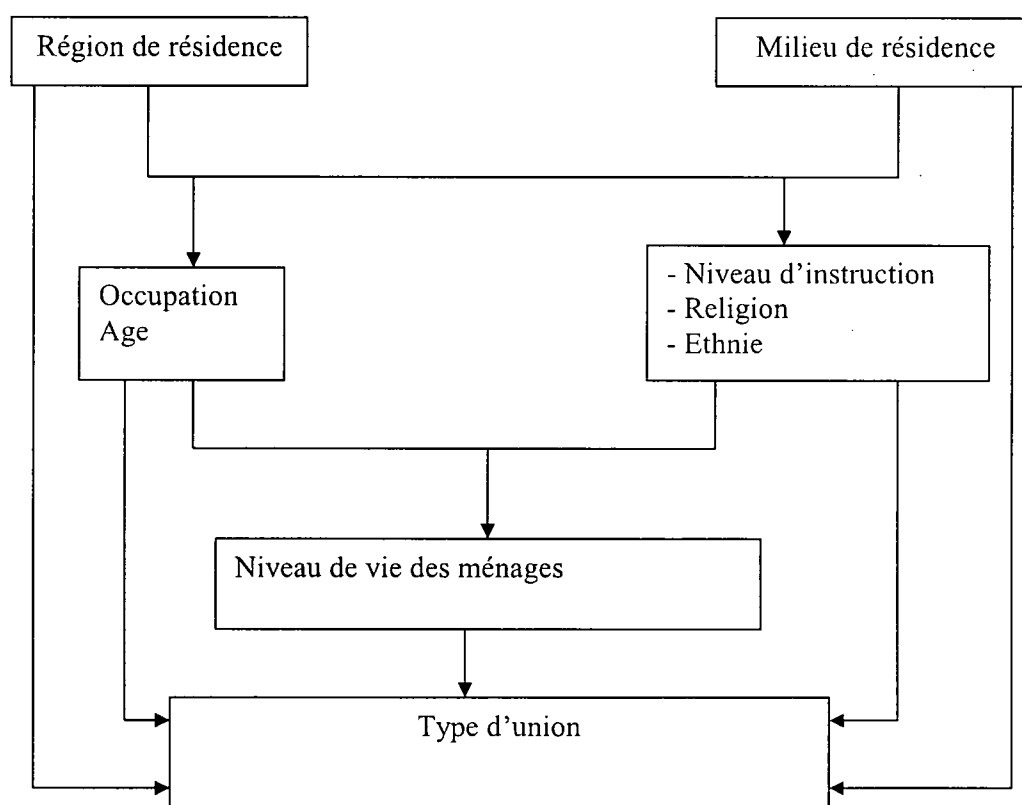 Région de résidence
Milieu de résidence
Occupation
Age
- Niveau d'instruction
- Religion
- Ethnie
Niveau de vie des ménages
Type d'union